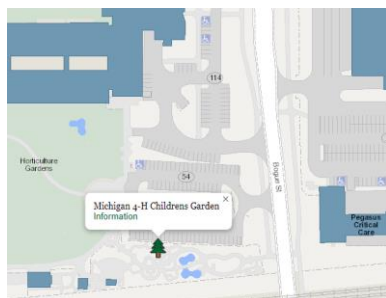 114
Horticulture
Gardens
54
Michigan 4-H Childrens Garden
Information
Bogue St
Pegasus
Critical
Care